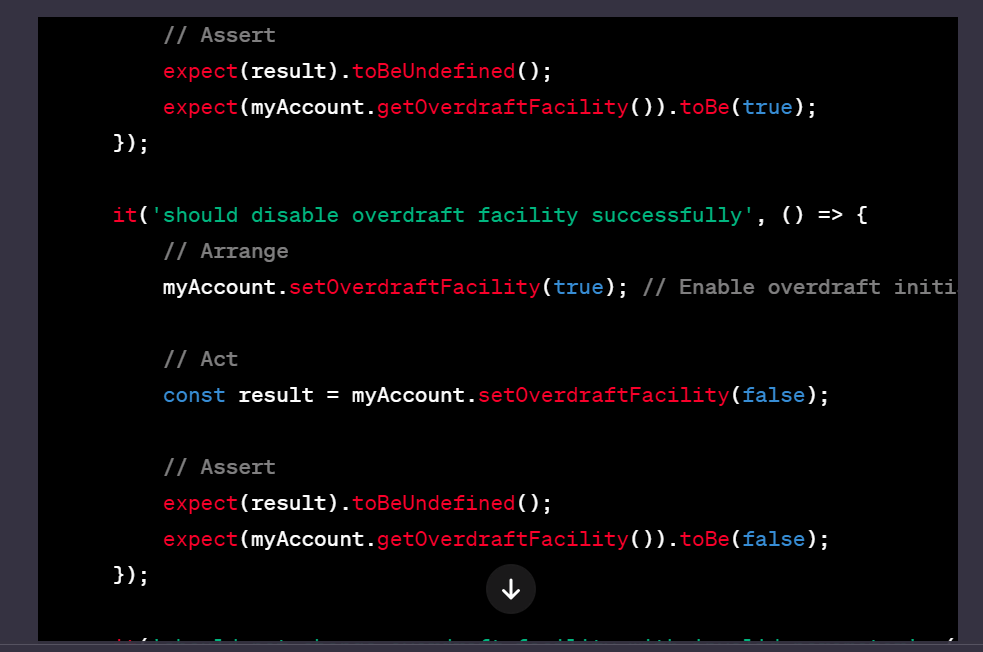 // Assert
expect(result).toBeUndefined();
expect(myAccount.getOverdraftFacility()).toBe(true);
});
it('should disable overdraft facility successfully', () => {
// Arrange
myAccount.setOverdraftFacility(true); // Enable overdraft initi
// Act
const result = myAccount.setOverdraftFacility(false);
// Assert
expect(result).toBeUndefined();
expect(myAccount.getOverdraftFacility()).toBe(false);
});